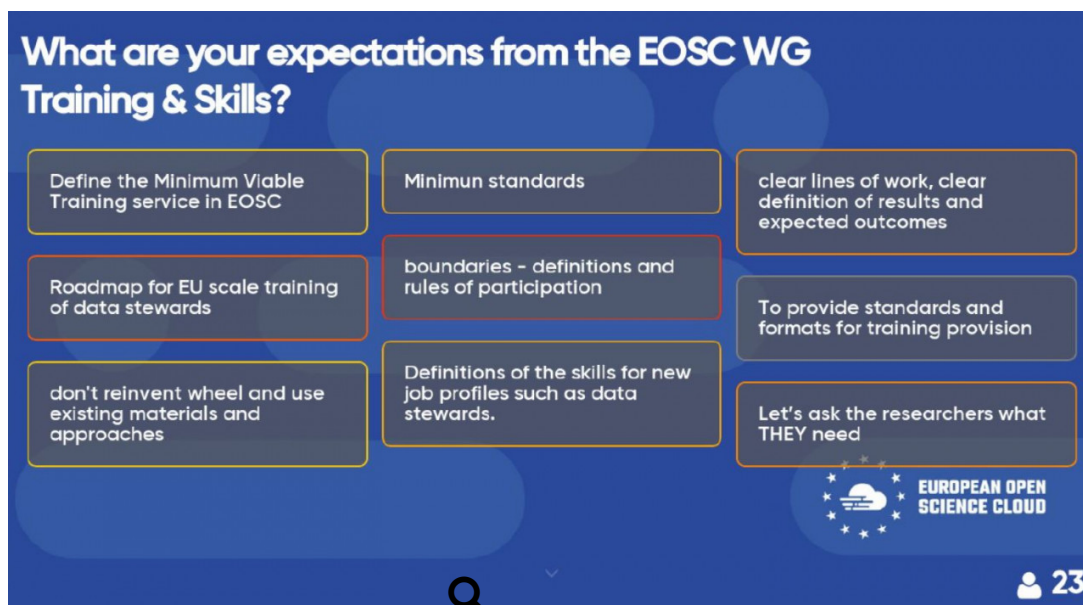 What are your expectations from the EOSC WG
Training & Skills?
Define the Minimum Viable
Training service in EOSC
Roadmap for EU scale training
of data stewards
don't reinvent wheel and use
existing materials and
approaches
Minimun standards
boundaries - definitions and
rules of participation
Definitions of the skills for new
job profiles such as data
stewards.
clear lines of work, clear
definition of results and
expected outcomes
To provide standards and
formats for training provision
Let's ask the researchers what
THEY need
EUROPEAN OPEN
SCIENCE CLOUD
23